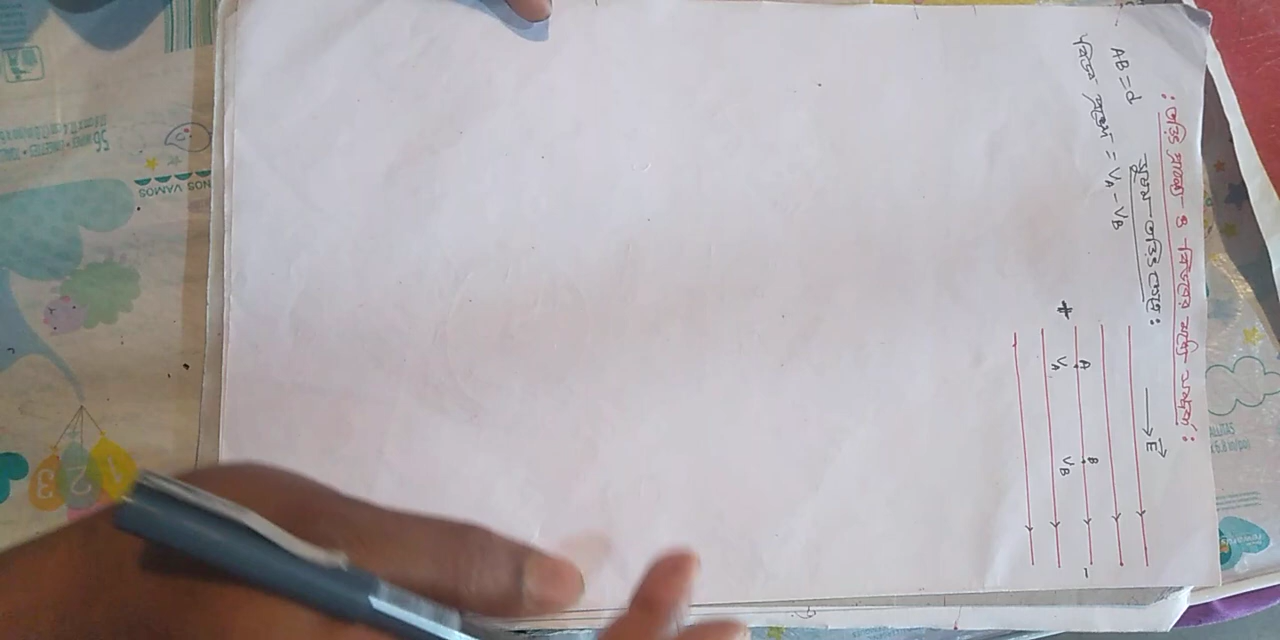 : তড়িৎ প্রাবল্য ও বিভবের মধ্যে সম্পর্ক :
সুষম তড়িৎ ক্ষেত্র :
AB = d
বিভব প্রভেদ = V_A - V_B
→ E
+ A B -
V_A V_B